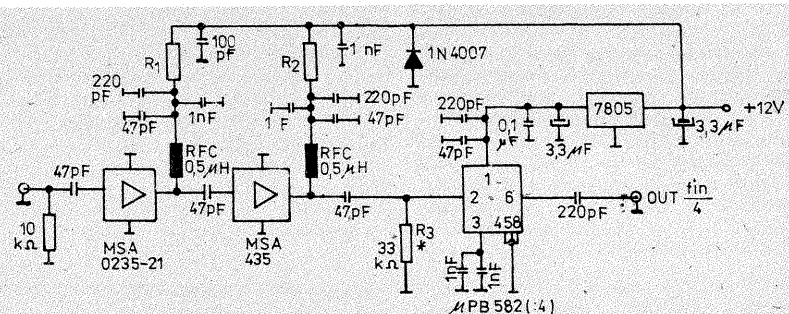 R1
100
pF
R2
1 nF
1N4007
220
pF
47pF
1nF
1 F
220pF
47pF
220pF
47pF
0,1
µF
3,3µF
7805
+12V
3,3µF
RFC
0,5µH
RFC
0,5µH
47pF
47pF
47pF
10
kΩ
MSA
0235-21
MSA
435
33
kΩ
R3
*
1
2
6
3
458
220pF
OUT fin/4
1nF
1nF
µPB 582(:4)